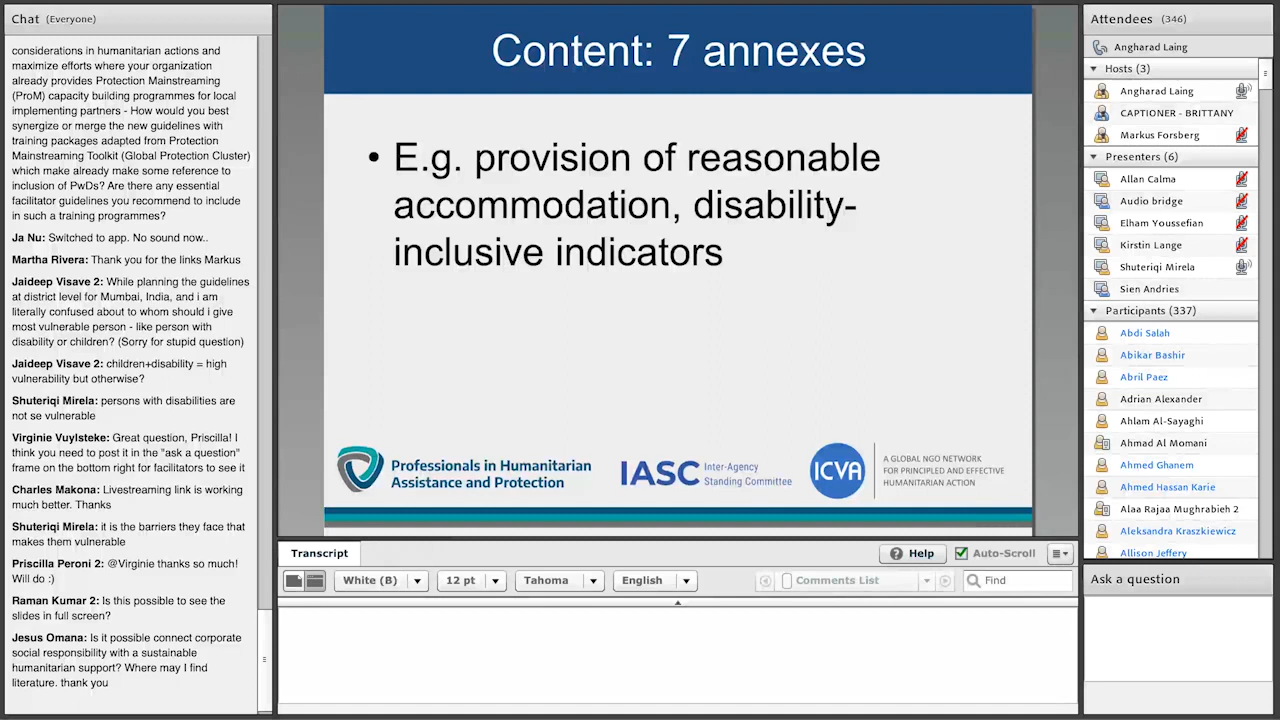 Chat (Everyone)
considerations in humanitarian actions and
maximize efforts where your organization
already provides Protection Mainstreaming
(ProM) capacity building programmes for local
implementing partners - How would you best
synergize or merge the new guidelines with
training packages adapted from Protection
Mainstreaming Toolkit (Global Protection Cluster)
which make already make some reference to
inclusion of PwDs? Are there any essential
facilitator guidelines you recommend to include
in such a training programmes?
Ja Nu: Switched to app. No sound now..
Martha Rivera: Thank you for the links Markus
Jaideep Visave 2: While planning the guidelines
at district level for Mumbai, India, and i am
literally confused about to whom should i give
most vulnerable person - like person with
disability or children? (Sorry for stupid question)
Jaideep Visave 2: children+disability = high
vulnerability but otherwise?
Shuteriqi Mirela: persons with disabilities are
not se vulnerable
Virginie Vuylsteke: Great question, Priscilla! I
think you need to post it in the "ask a question"
frame on the bottom right for facilitators to see it
Charles Makona: Livestreaming link is working
much better. Thanks
Shuteriqi Mirela: it is the barriers they face that
makes them vulnerable
Priscilla Peroni 2: @Virginie thanks so much!
Will do :)
Raman Kumar 2: Is this possible to see the
slides in full screen?
Jesus Omana: Is it possible connect corporate
social responsibility with a sustainable
humanitarian support? Where may I find
literature. thank you
Content: 7 annexes
• E.g. provision of reasonable
accommodation, disability-
inclusive indicators
Professionals in Humanitarian
Assistance and Protection
IASC Inter-Agency
Standing Committee
ICVA
A GLOBAL NGO NETWORK
FOR PRINCIPLED AND EFFECTIVE
HUMANITARIAN ACTION
Transcript
Help
Auto-Scroll
White (B)
12 pt
Tahoma
English
Comments List
Find
Attendees (346)
Angharad Laing
Hosts (3)
Angharad Laing
CAPTIONER - BRITTANY
Markus Forsberg
Presenters (6)
Allan Calma
Audio bridge
Elham Youssefian
Kirstin Lange
Shuteriqi Mirela
Sien Andries
Participants (337)
Abdi Salah
Abikar Bashir
Abril Paez
Adrian Alexander
Ahlam Al-Sayaghi
Ahmad Al Momani
Ahmed Ghanem
Ahmed Hassan Karie
Alaa Rajaa Mughrabieh 2
Aleksandra Kraszkiewicz
Allison Jeffery
Ask a question